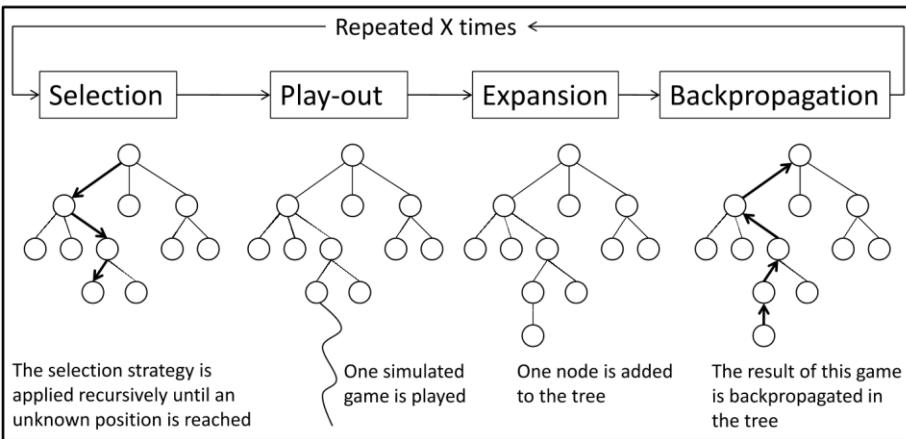 Repeated X times
Selection
Play-out
Expansion
Backpropagation
The selection strategy is
applied recursively until an
unknown position is reached
One simulated
game is played
One node is added
to the tree
The result of this game
is backpropagated in
the tree